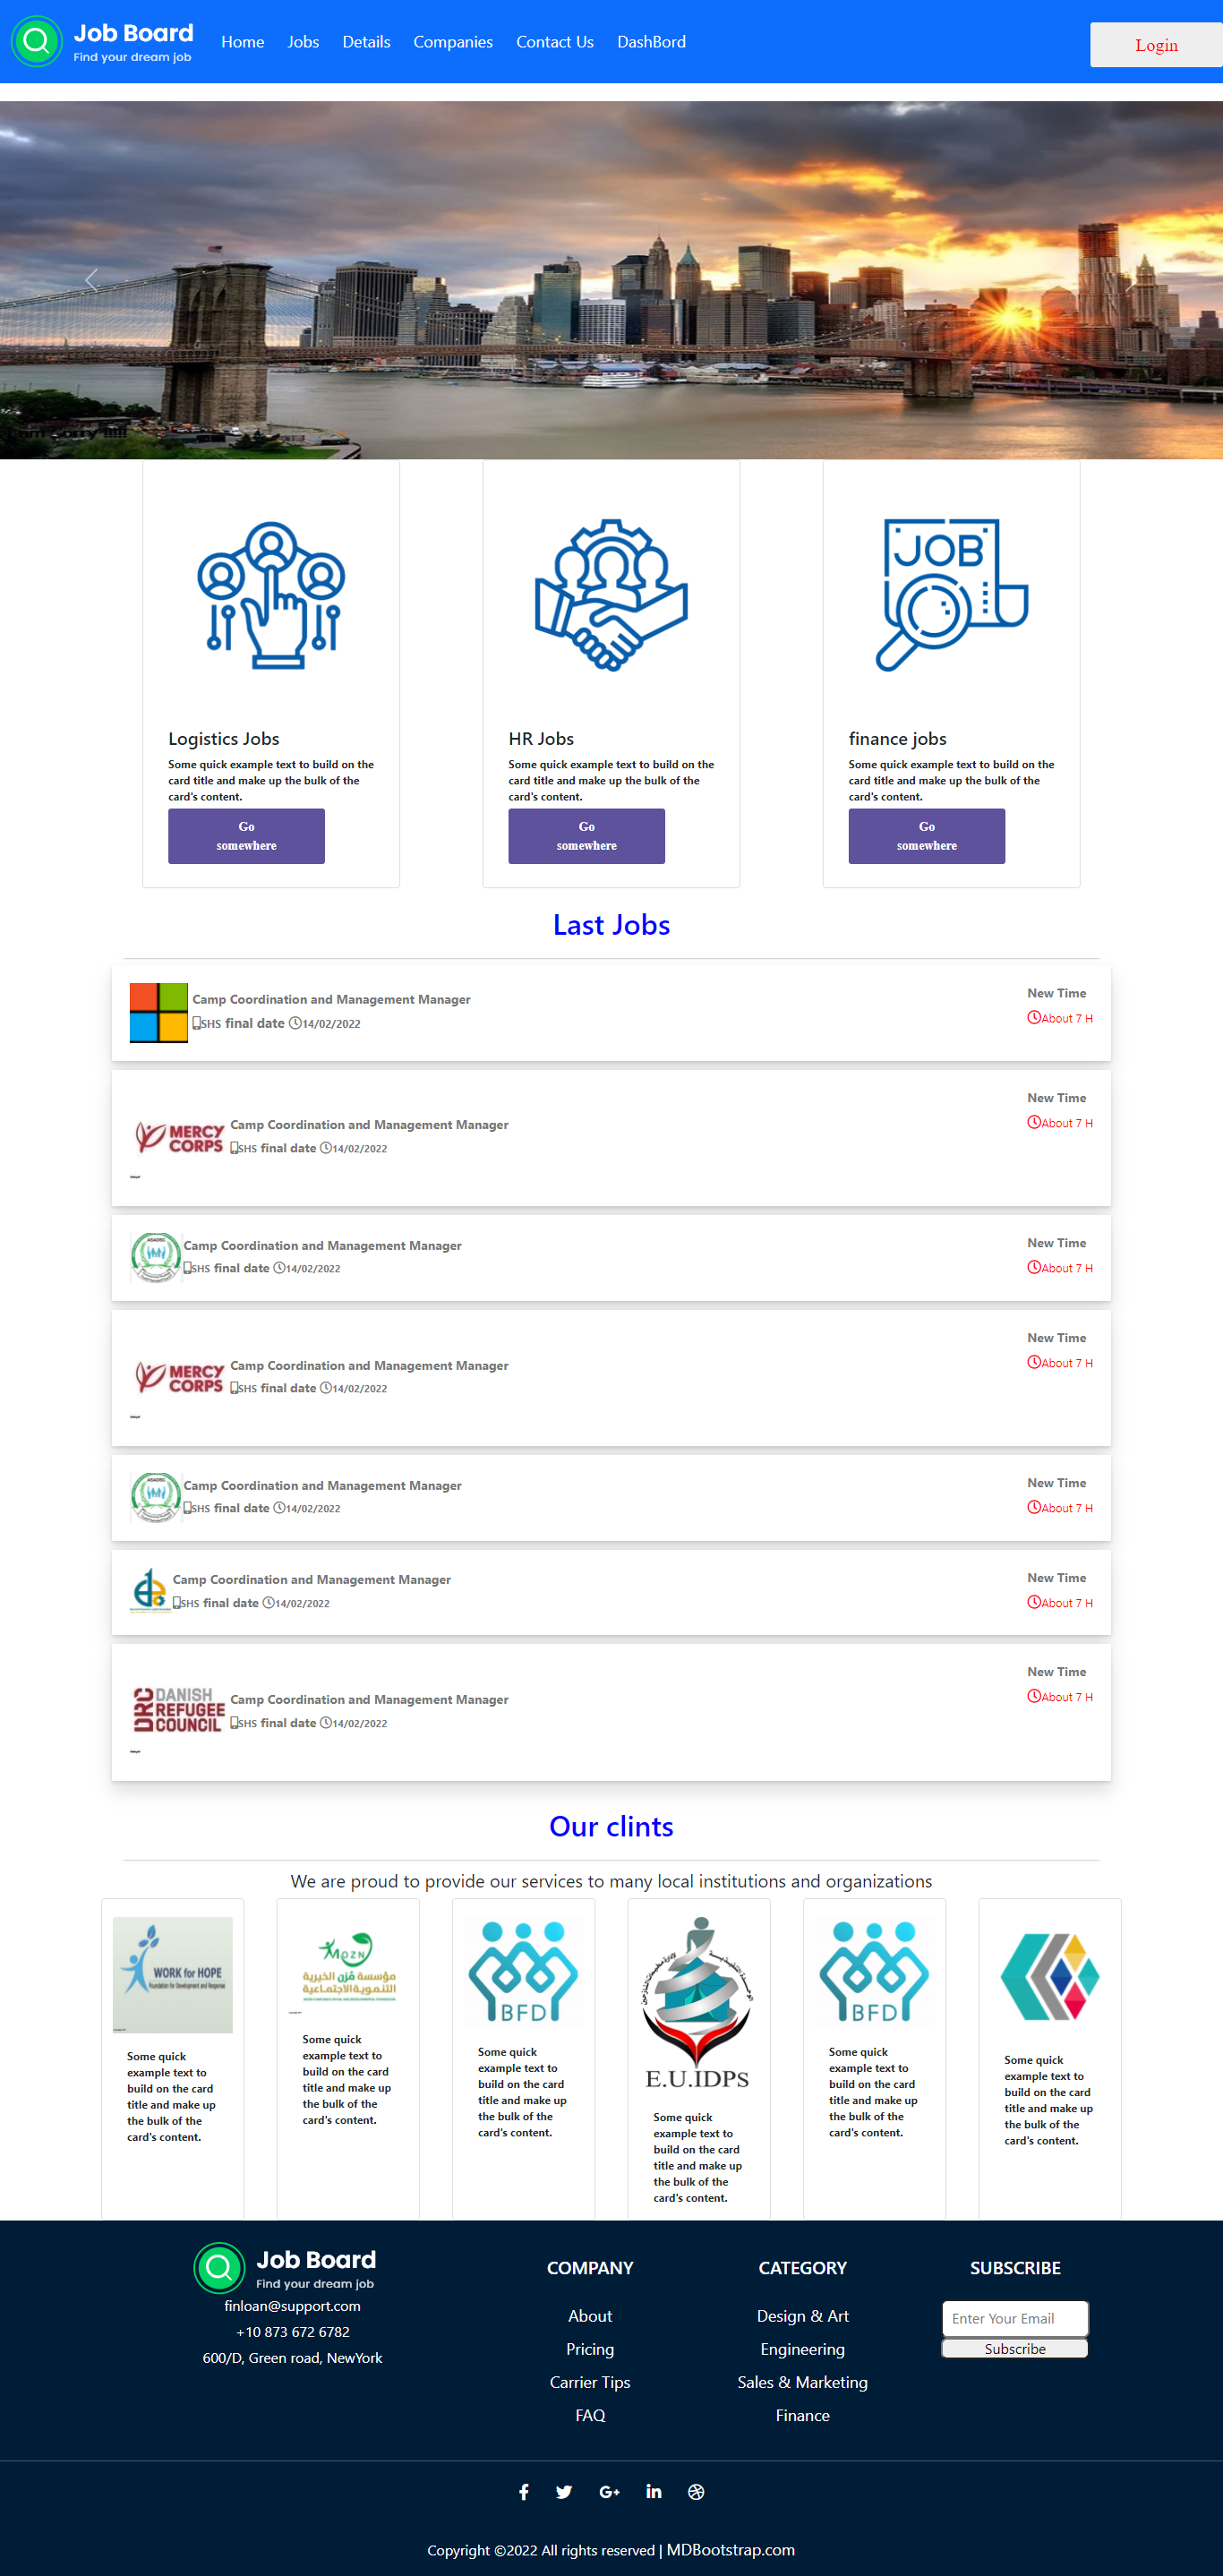 Job Board
Find your dream job
Home
Jobs
Details
Companies
Contact Us
DashBord
Login
JOB
Logistics Jobs
Some quick example text to build on the
card title and make up the bulk of the
card's content.
Go
somewhere
HR Jobs
Some quick example text to build on the
card title and make up the bulk of the
card's content.
Go
somewhere
finance jobs
Some quick example text to build on the
card title and make up the bulk of the
card's content.
Go
somewhere
Last Jobs
Camp Coordination and Management Manager
SHS final date 14/02/2022
New Time
About 7 H
MERCY
CORPS
Camp Coordination and Management Manager
SHS final date 14/02/2022
New Time
About 7 H
Camp Coordination and Management Manager
SHS final date 14/02/2022
New Time
About 7 H
MERCY
CORPS
Camp Coordination and Management Manager
SHS final date 14/02/2022
New Time
About 7 H
Camp Coordination and Management Manager
SHS final date 14/02/2022
New Time
About 7 H
Camp Coordination and Management Manager
SHS final date 14/02/2022
New Time
About 7 H
DRC
DANISH
REFUGEE
COUNCIL
Camp Coordination and Management Manager
SHS final date 14/02/2022
New Time
About 7 H
Our clints
We are proud to provide our services to many local institutions and organizations
WORK for HOPE
Foundation for Development and Response
Some quick
example text to
build on the card
title and make up
the bulk of the
card's content.
MOZN
مؤسسة مُزن الخيرية
التنموية الاجتماعية
Some quick
example text to
build on the card
title and make up
the bulk of the
card's content.
BFD
Some quick
example text to
build on the card
title and make up
the bulk of the
card's content.
E.U.IDPS
Some quick
example text to
build on the card
title and make up
the bulk of the
card's content.
BFD
Some quick
example text to
build on the card
title and make up
the bulk of the
card's content.
Some quick
example text to
build on the card
title and make up
the bulk of the
card's content.
Job Board
Find your dream job
finloan@support.com
+10 873 672 6782
600/D, Green road, NewYork
COMPANY
About
Pricing
Carrier Tips
FAQ
CATEGORY
Design & Art
Engineering
Sales & Marketing
Finance
SUBSCRIBE
Enter Your Email
Subscribe
Copyright ©2022 All rights reserved | MDBootstrap.com